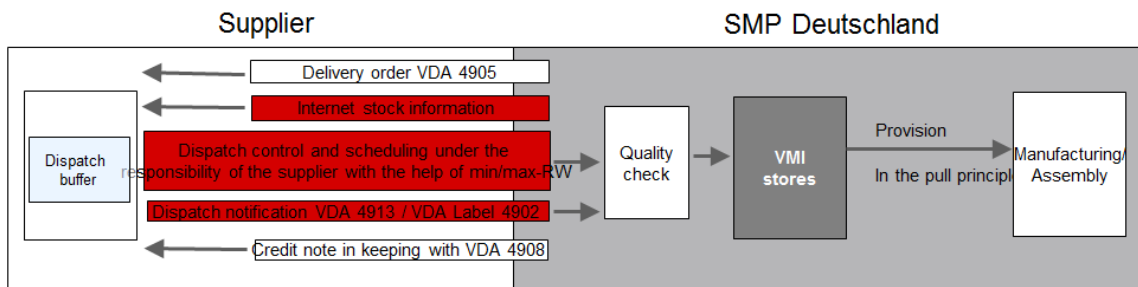 Supplier
SMP Deutschland
Delivery order VDA 4905
Internet stock information
Dispatch control and scheduling under the
responsibility of the supplier with the help of min/max-RW
Dispatch notification VDA 4913 / VDA Label 4902
Credit note in keeping with VDA 4908
Dispatch
buffer
Quality
check
VMI
stores
Provision
In the pull principle
Manufacturing/
Assembly